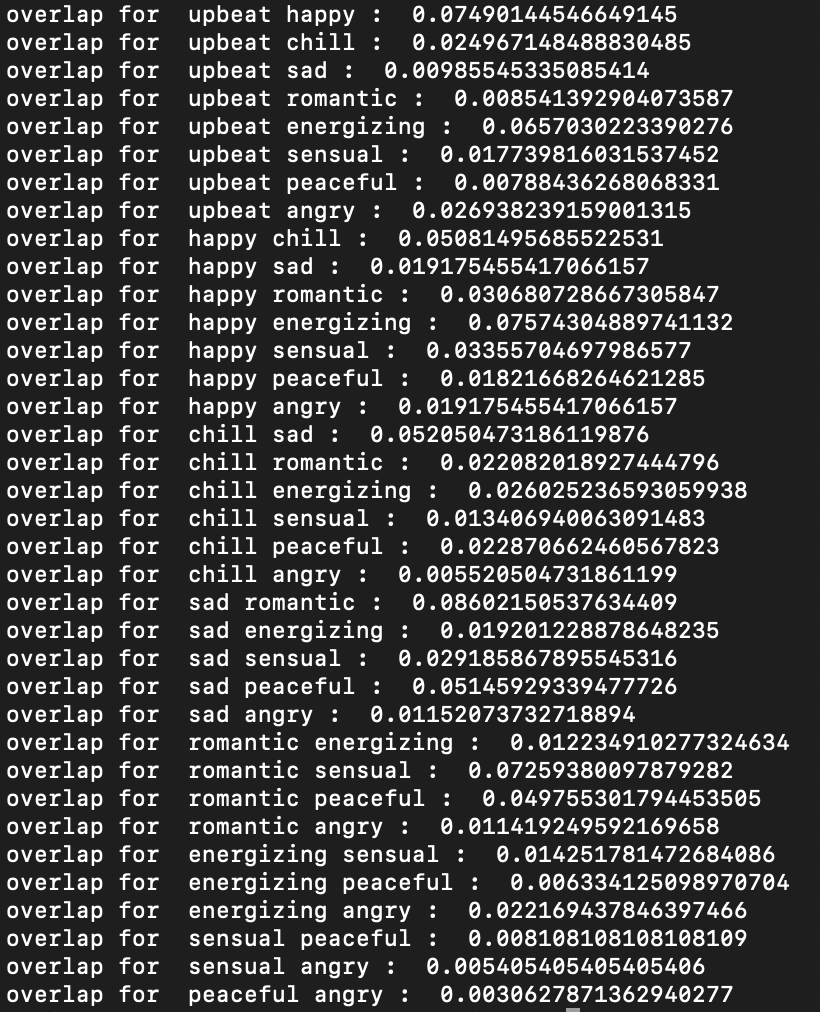 overlap for  upbeat happy :  0.07490144546649145
overlap for  upbeat chill :  0.024967148488830485
overlap for  upbeat sad :  0.00985545335085414
overlap for  upbeat romantic :  0.008541392904073587
overlap for  upbeat energizing :  0.0657030223390276
overlap for  upbeat sensual :  0.017739816031537452
overlap for  upbeat peaceful :  0.00788436268068331
overlap for  upbeat angry :  0.026938239159001315
overlap for  happy chill :  0.05081495685522531
overlap for  happy sad :  0.019175455417066157
overlap for  happy romantic :  0.030680728667305847
overlap for  happy energizing :  0.07574304889741132
overlap for  happy sensual :  0.03355704697986577
overlap for  happy peaceful :  0.01821668264621285
overlap for  happy angry :  0.019175455417066157
overlap for  chill sad :  0.052050473186119876
overlap for  chill romantic :  0.022082018927444796
overlap for  chill energizing :  0.026025236593059938
overlap for  chill sensual :  0.013406940063091483
overlap for  chill peaceful :  0.022870662460567823
overlap for  chill angry :  0.005520504731861199
overlap for  sad romantic :  0.08602150537634409
overlap for  sad energizing :  0.019201228878648235
overlap for  sad sensual :  0.029185867895545316
overlap for  sad peaceful :  0.05145929339477726
overlap for  sad angry :  0.01152073732718894
overlap for  romantic energizing :  0.012234910277324634
overlap for  romantic sensual :  0.07259380097879282
overlap for  romantic peaceful :  0.049755301794453505
overlap for  romantic angry :  0.011419249592169658
overlap for  energizing sensual :  0.014251781472684086
overlap for  energizing peaceful :  0.006334125098970704
overlap for  energizing angry :  0.022169437846397466
overlap for  sensual peaceful :  0.008108108108108109
overlap for  sensual angry :  0.005405405405405406
overlap for  peaceful angry :  0.0030627871362940277